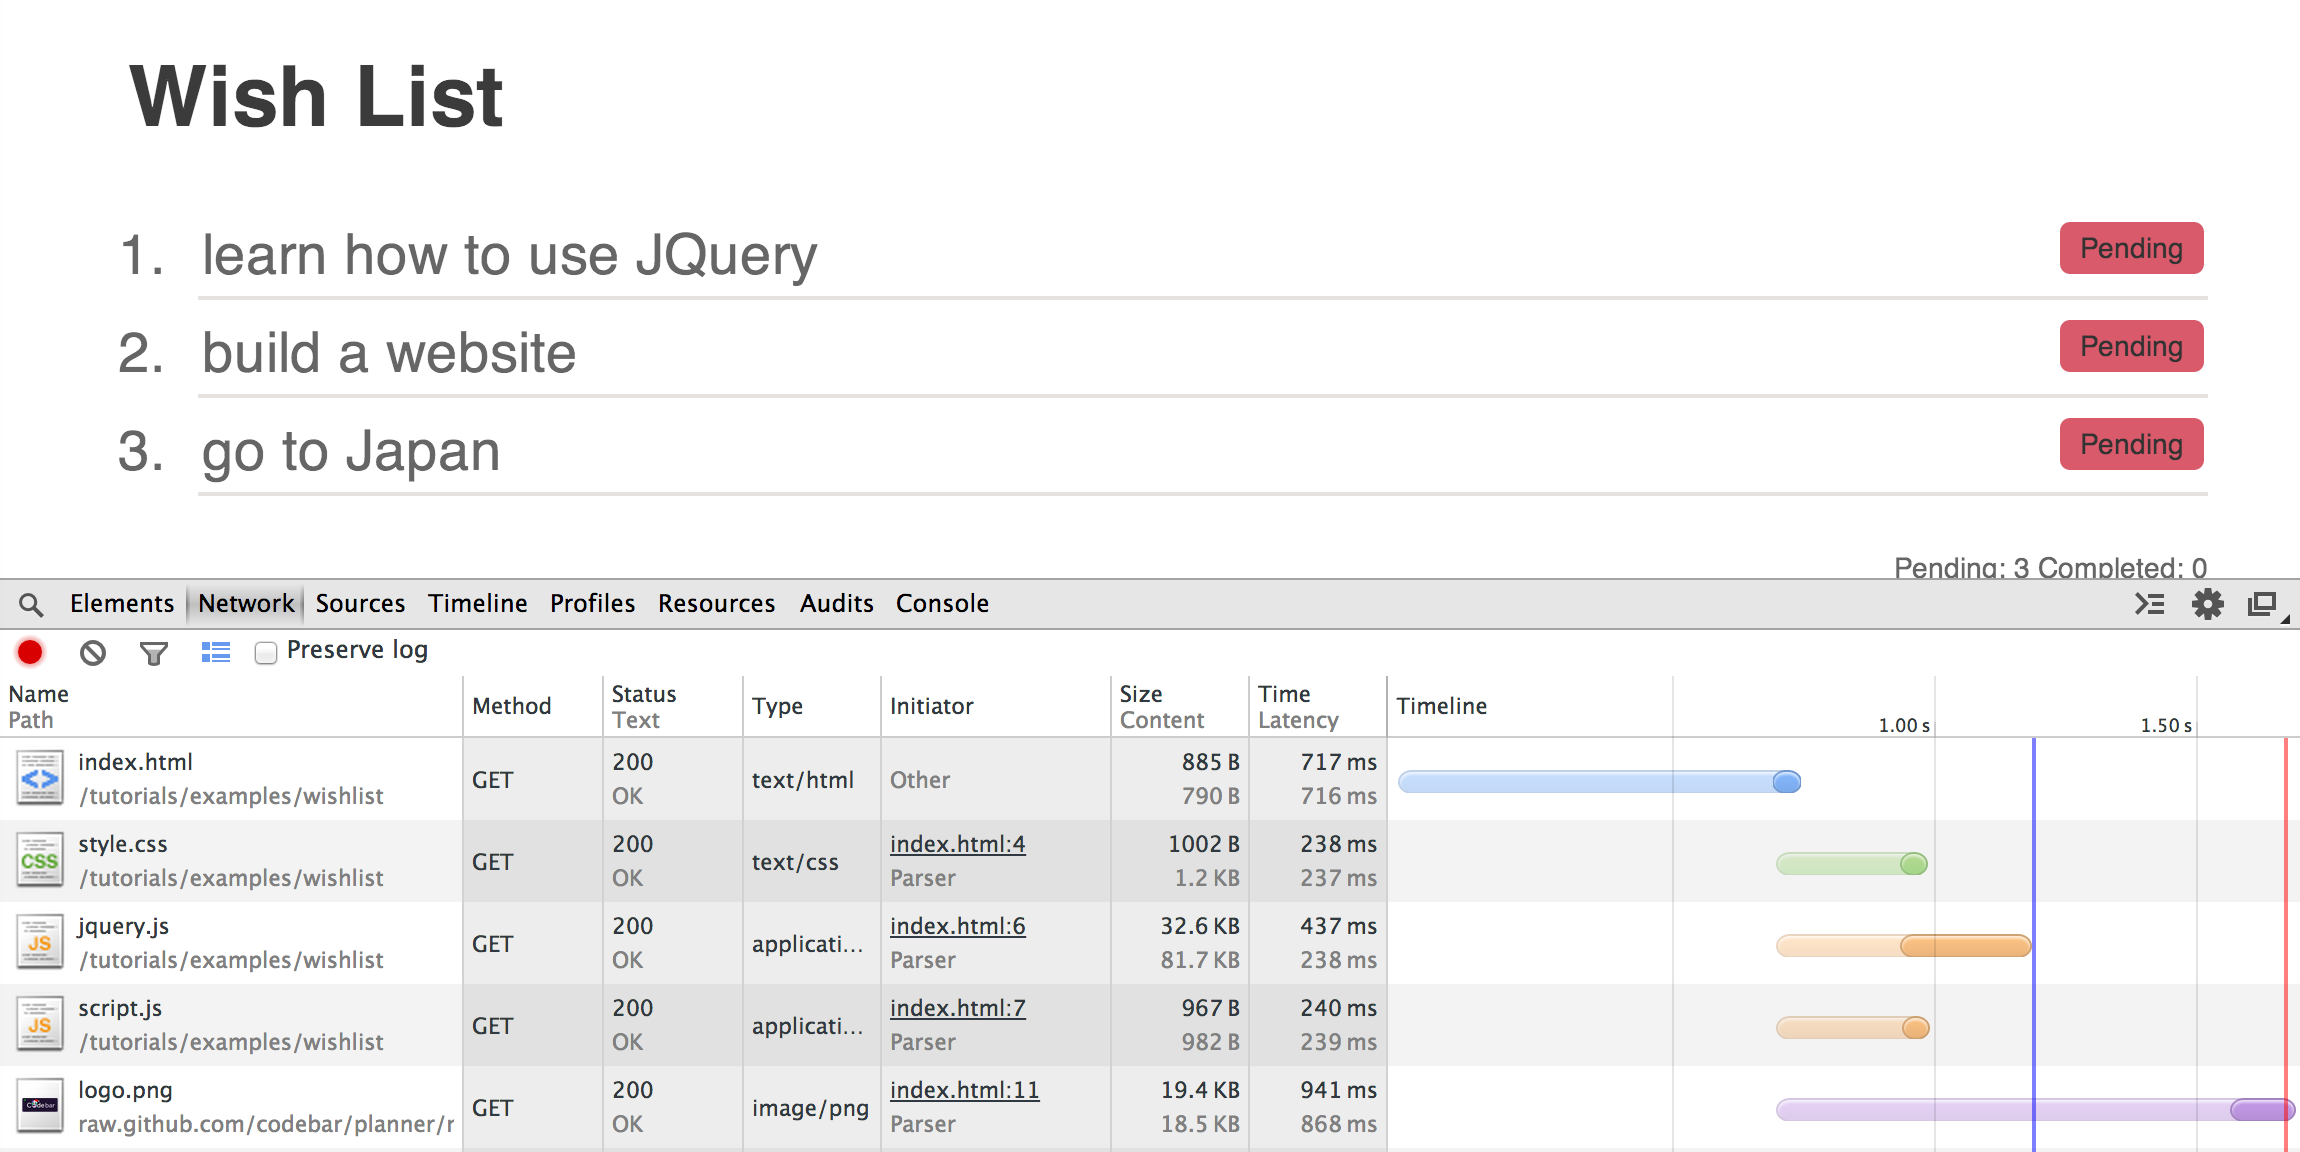 Wish List
1. learn how to use JQuery Pending
2. build a website Pending
3. go to Japan Pending
Pending: 3 Completed: 0
Elements Network Sources Timeline Profiles Resources Audits Console
Preserve log
Name Path Method Status Text Type Initiator Size Content Time Latency Timeline 1.00 s 1.50 s
index.html GET 200 text/html Other 885 B 717 ms
/tutorials/examples/wishlist OK 790 B 716 ms
style.css GET 200 text/css index.html:4 1002 B 238 ms
/tutorials/examples/wishlist OK Parser 1.2 KB 237 ms
jquery.js GET 200 applicati... index.html:6 32.6 KB 437 ms
/tutorials/examples/wishlist OK Parser 81.7 KB 238 ms
script.js GET 200 applicati... index.html:7 967 B 240 ms
/tutorials/examples/wishlist OK Parser 982 B 239 ms
logo.png GET 200 image/png index.html:11 19.4 KB 941 ms
raw.github.com/codebar/planner/r OK Parser 18.5 KB 868 ms